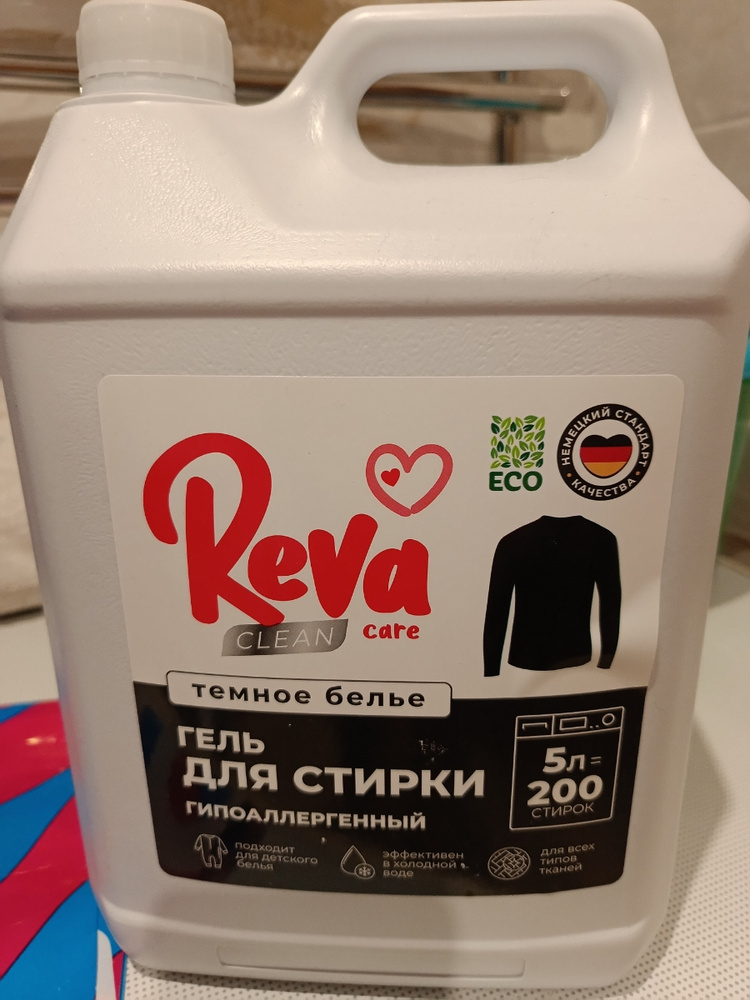 ECO
НЕМЕЦКИЙ СТАНДАРТ
• КАЧЕСТВА •
Reva
CLEAN
care
темное белье
ГЕЛЬ
ДЛЯ СТИРКИ
ГИПОАЛЛЕРГЕННЫЙ
5л =
200
СТИРОК
подходит
для детского
белья
эффективен
в холодной
воде
для всех
типов
тканей